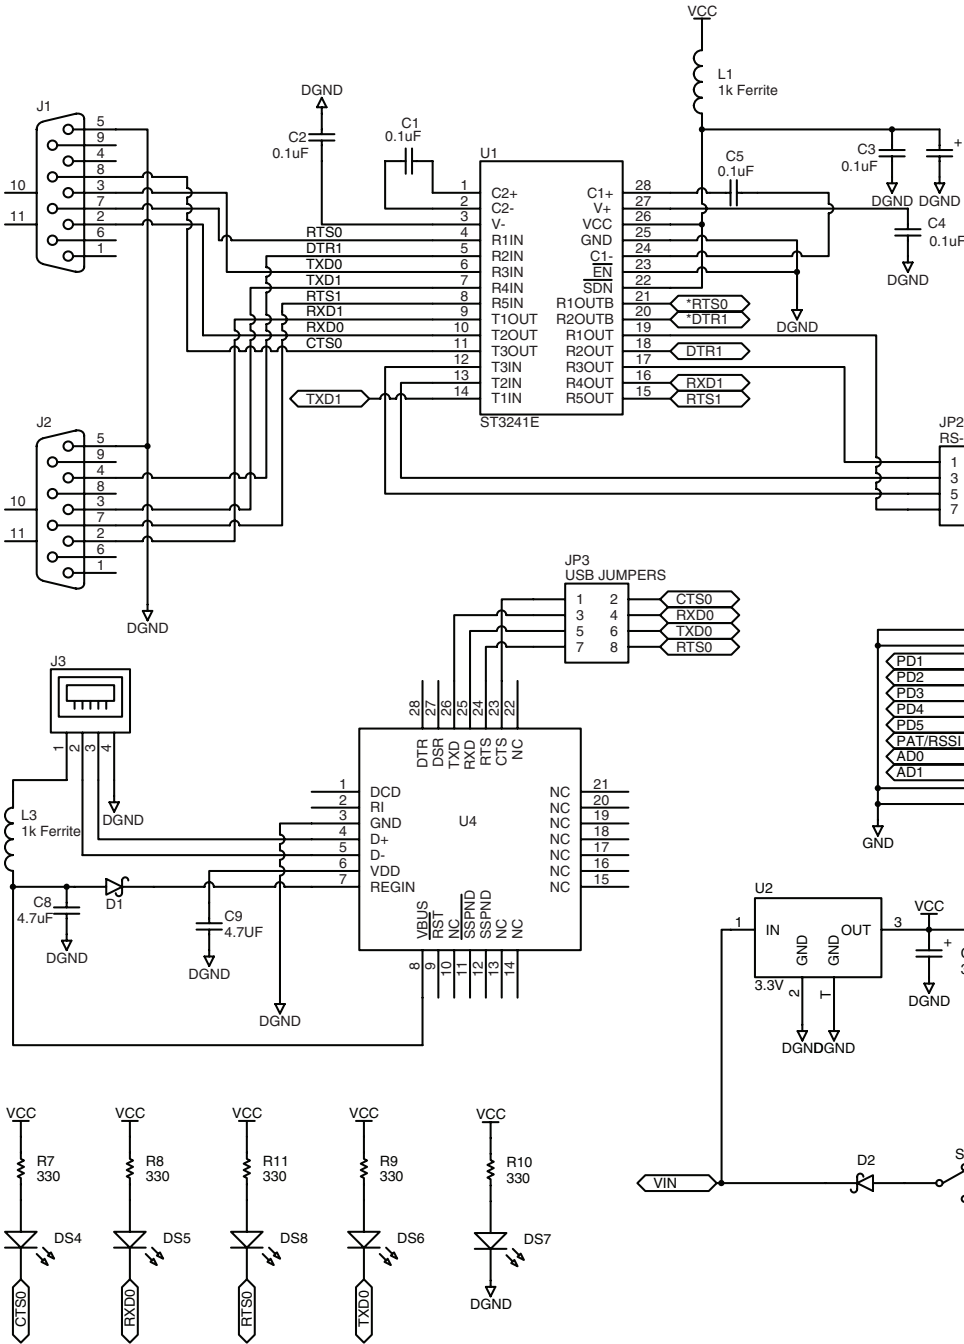 VCC
L1
1k Ferrite
DGND
C2
0.1uF
C1
0.1uF
C3
0.1uF
+
DGND
DGND
C5
0.1uF
C4
0.1uF
DGND
J1
5
9
4
8
3
7
2
6
1
10
11
U1
1 C2+ C1+ 28
2 C2- V+ 27
3 V- VCC 26
RTS0 4 R1IN GND 25
DTR1 5 R2IN C1- 24
TXD0 6 R3IN EN 23
TXD1 7 R4IN SDN 22
RTS1 8 R5IN R1OUTB 21 *RTS0
RXD1 9 T1OUT R2OUTB 20 *DTR1
RXD0 10 T2OUT R1OUT 19
CTS0 11 T3OUT R2OUT 18 DTR1
12 T3IN R3OUT 17
13 T2IN R4OUT 16 RXD1
TXD1 14 T1IN R5OUT 15 RTS1
ST3241E
DGND
J2
5
9
4
8
3
7
2
6
1
10
11
DGND
JP2
RS-
1
3
5
7
JP3
USB JUMPERS
1 2 CTS0
3 4 RXD0
5 6 TXD0
7 8 RTS0
J3
1
2
3
4
DGND
L3
1k Ferrite
C8
4.7uF
DGND
D1
C9
4.7UF
DGND
DGND
28 DTR
27 DSR
26 TXD
25 RXD
24 RTS
23 CTS
22 NC
1 DCD NC 21
2 RI NC 20
3 GND U4 NC 19
4 D+ NC 18
5 D- NC 17
6 VDD NC 16
7 REGIN NC 15
8 VBUS
9 RST
10 NC
11 SSPND
12 SSPND
13 NC
14 NC
PD1
PD2
PD3
PD4
PD5
PAT/RSSI
AD0
AD1
GND
U2
1 IN OUT 3
GND
GND
3.3V
2
T
DGND
DGND
VCC
+
DGND
VIN
D2
S
VCC
R7
330
DS4
CTS0
VCC
R8
330
DS5
RXD0
VCC
R11
330
DS8
RTS0
VCC
R9
330
DS6
TXD0
VCC
R10
330
DS7
DGND